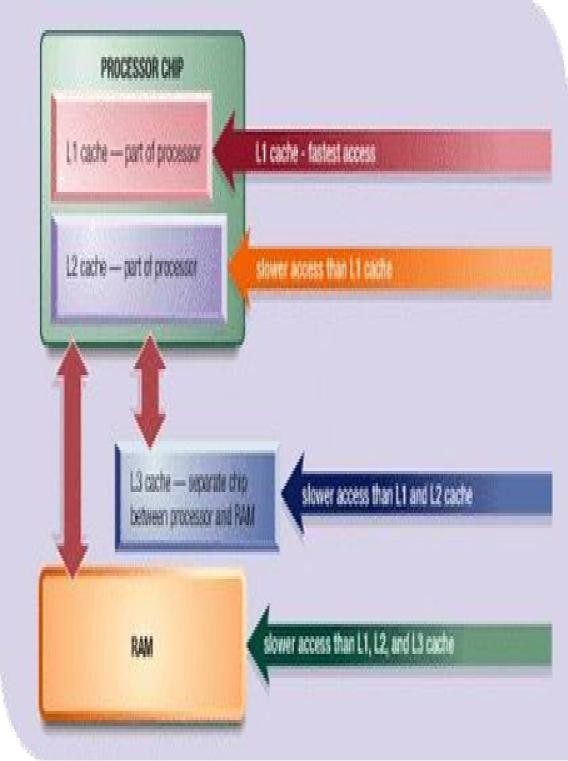 PROCESSOR CHIP
L1 cache — part of processor
L1 cache - fastest access
L2 cache — part of processor
slower access than L1 cache
L3 cache — separate chip
between processor and RAM
slower access than L1 and L2 cache
RAM
slower access than L1, L2, and L3 cache